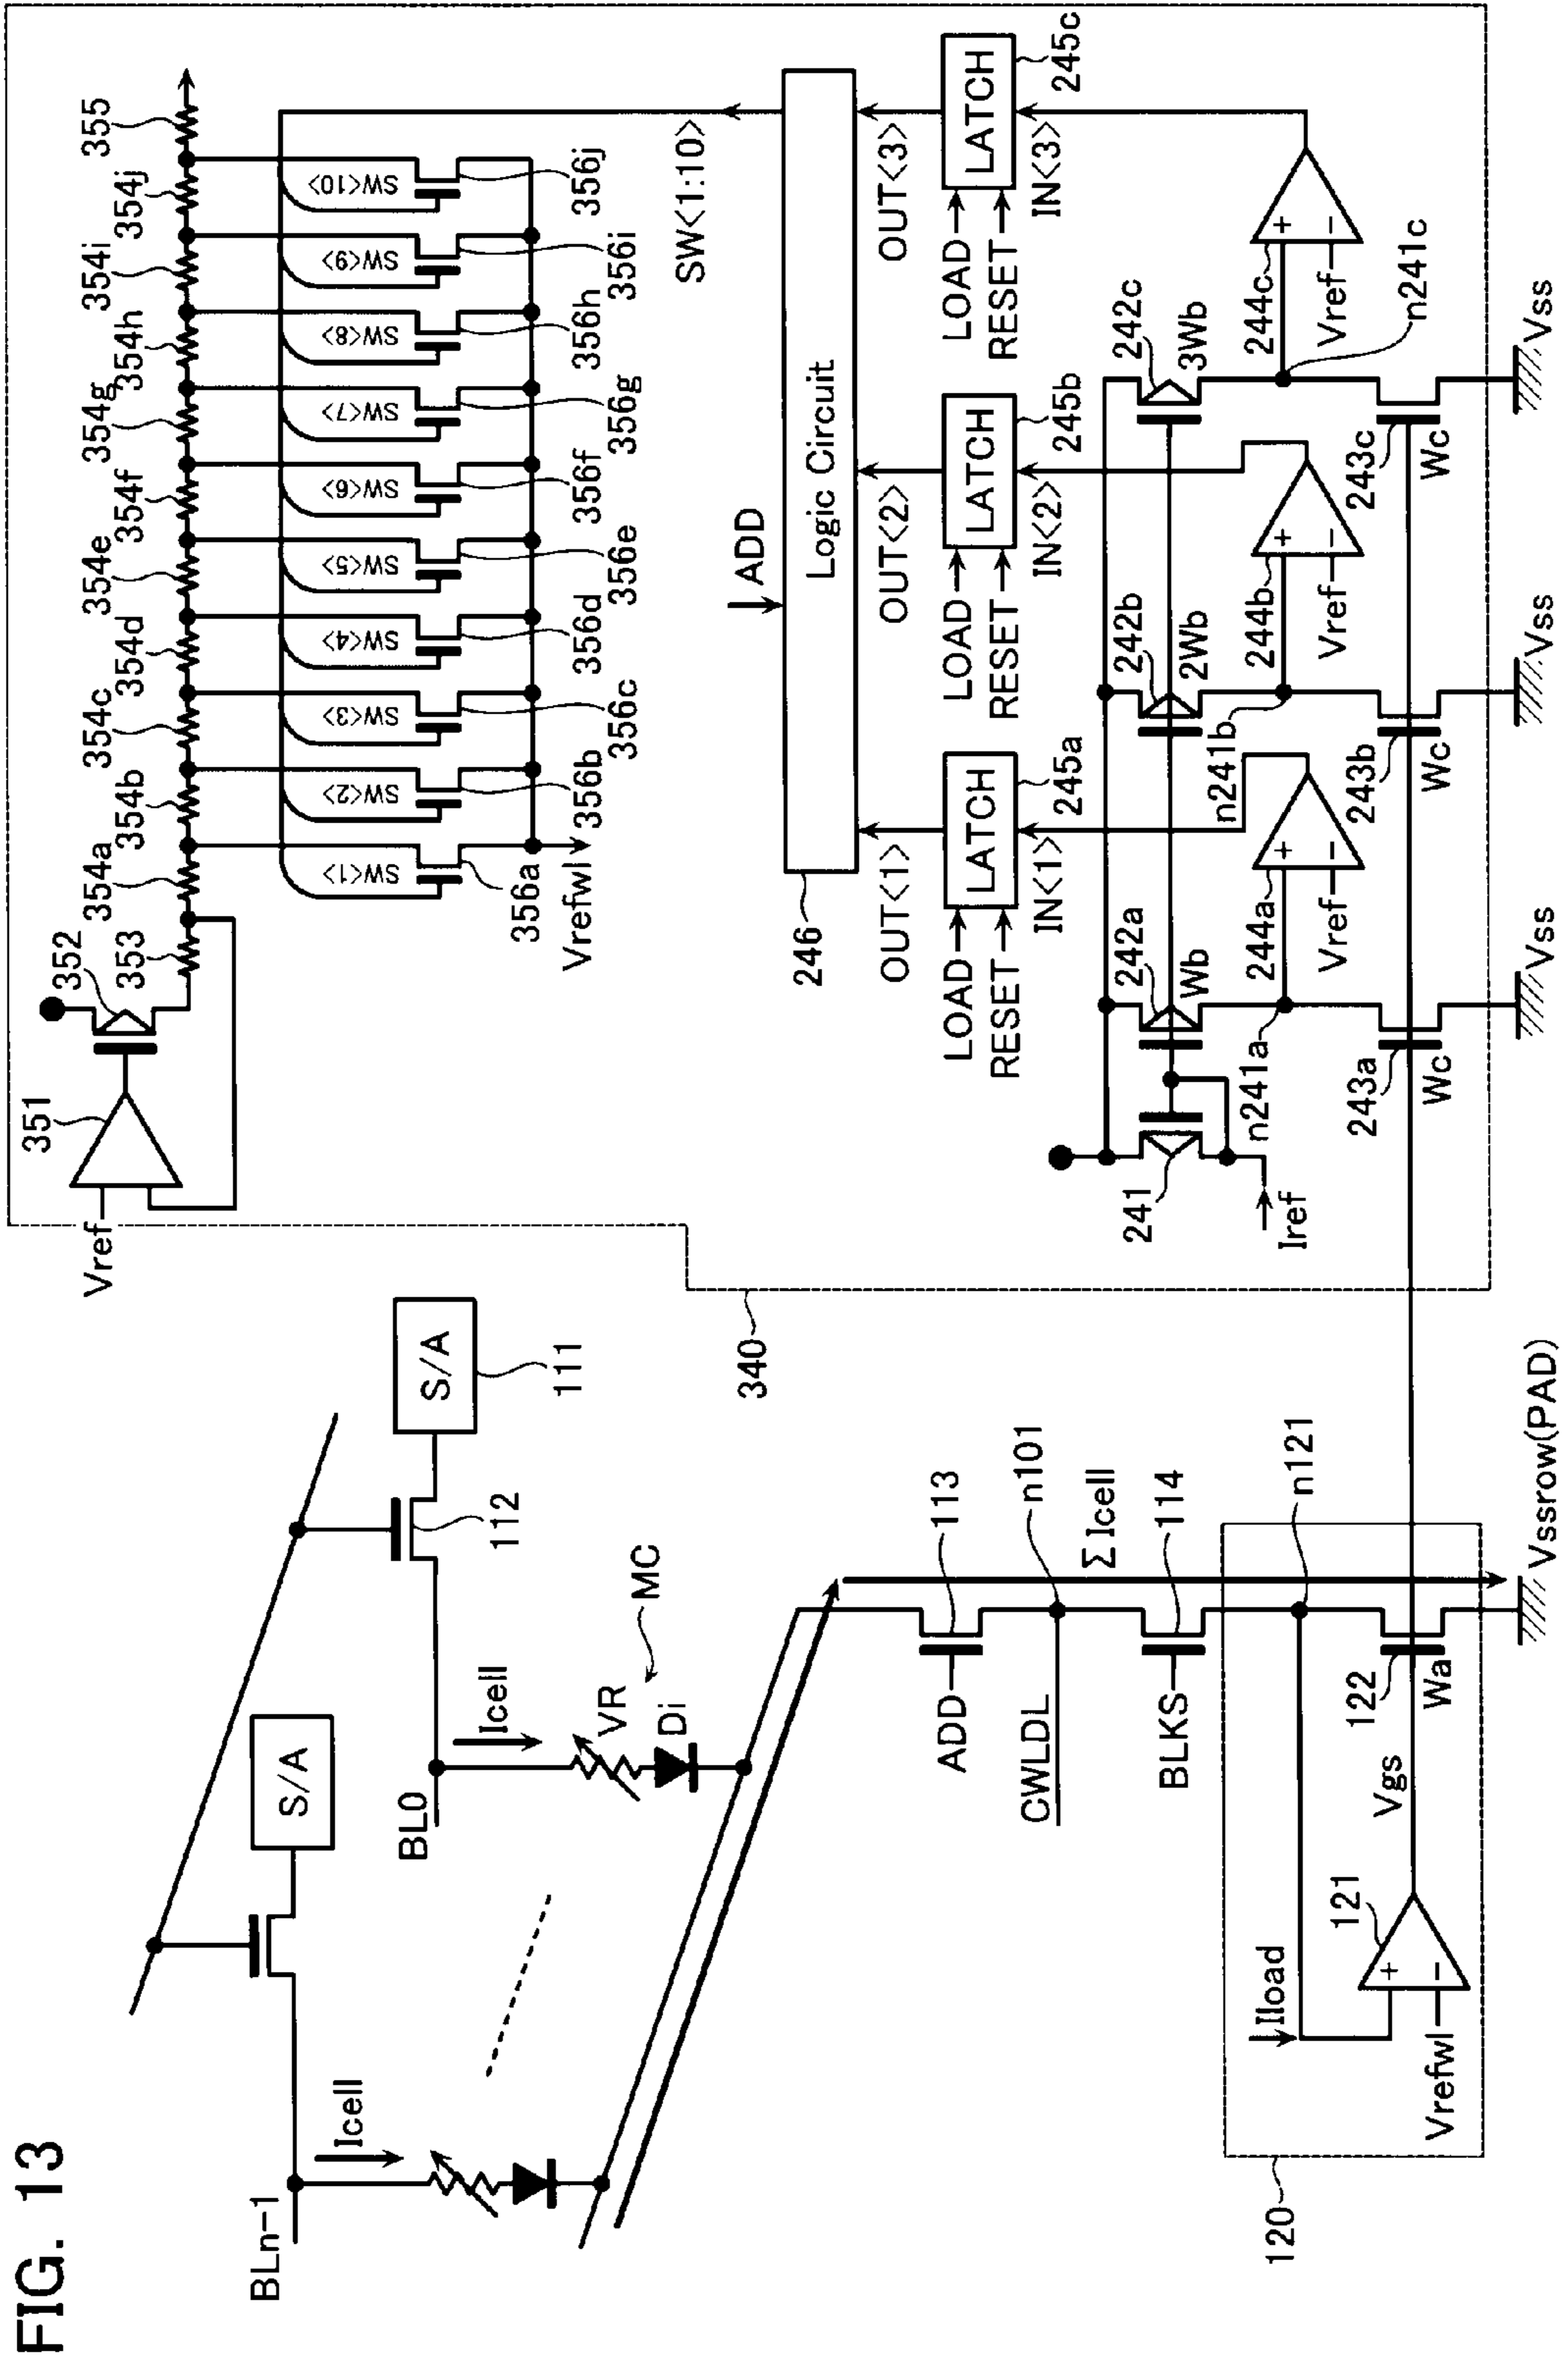 FIG. 13
BLn-1
Icell
S/A
BL0
Icell
VR
Di
MC
S/A
111
112
ADD
113
CWLDL
n101
ΣIcell
BLKS
114
n121
120
Iload
121
Vrefwl
Vgs
122
Wa
Vssrow(PAD)
340
Vref
351
352
353
354a
354b
354c
354d
354e
354f
354g
354h
354i
354j
355
SW<1>
SW<2>
SW<3>
SW<4>
SW<5>
SW<6>
SW<7>
SW<8>
SW<9>
SW<10>
356a
356b
356c
356d
356e
356f
356g
356h
356i
356j
Vrefwl
SW<1:10>
ADD
246
Logic Circuit
OUT<1>
OUT<2>
OUT<3>
LOAD
RESET
LATCH
245a
LOAD
RESET
LATCH
245b
LOAD
RESET
LATCH
245c
IN<1>
IN<2>
IN<3>
241
Iref
242a
Wb
242b
2Wb
242c
3Wb
n241a
n241b
n241c
244a
Vref
244b
Vref
244c
Vref
+
-
+
-
+
-
+
-
243a
Wc
243b
Wc
243c
Wc
Vss
Vss
Vss